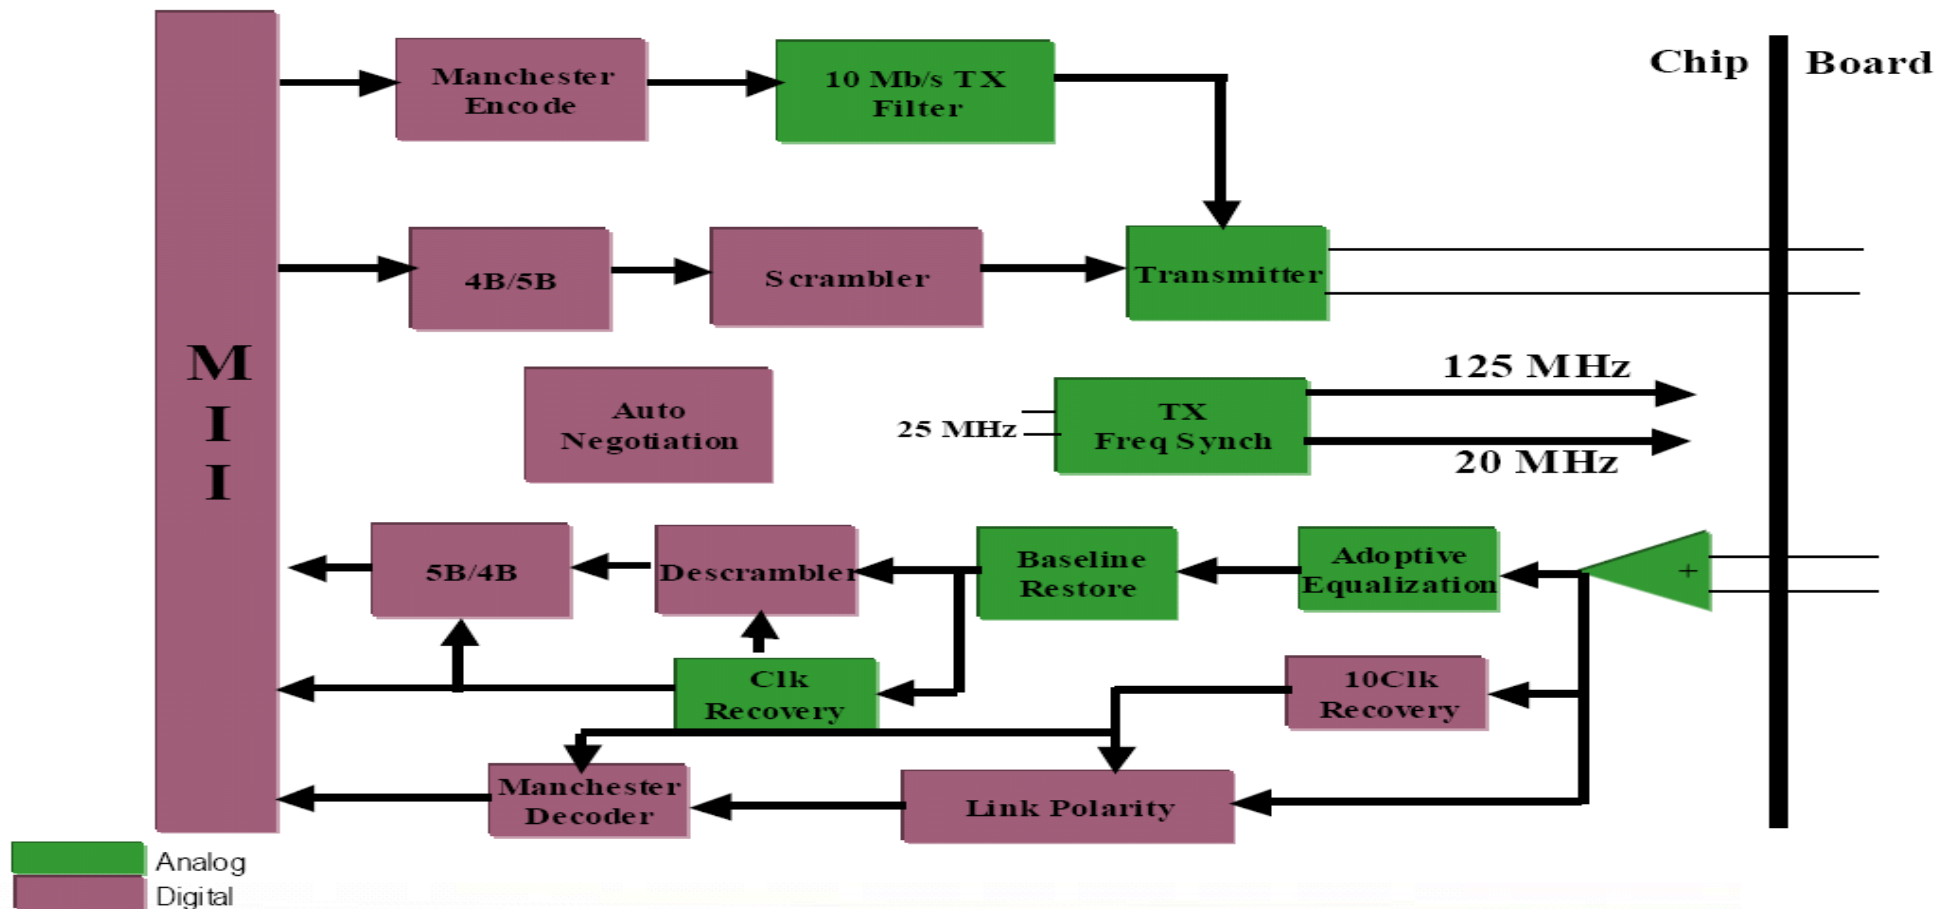 Chip
Board
Manchester
Encode
10 Mb/s TX
Filter
4B/5B
Scrambler
Transmitter
M
I
I
Auto
Negotiation
25 MHz
TX
Freq Synch
125 MHz
20 MHz
5B/4B
Descrambler
Baseline
Restore
Adoptive
Equalization
+
Clk
Recovery
10Clk
Recovery
Manchester
Decoder
Link Polarity
Analog
Digital